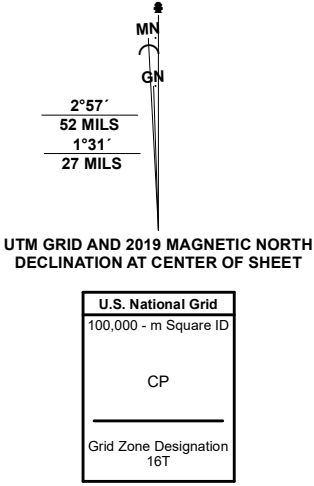 MN
GN
2°57´
52 MILS
1°31´
27 MILS
UTM GRID AND 2019 MAGNETIC NORTH
DECLINATION AT CENTER OF SHEET
U.S. National Grid
100,000 - m Square ID
CP
Grid Zone Designation
16T